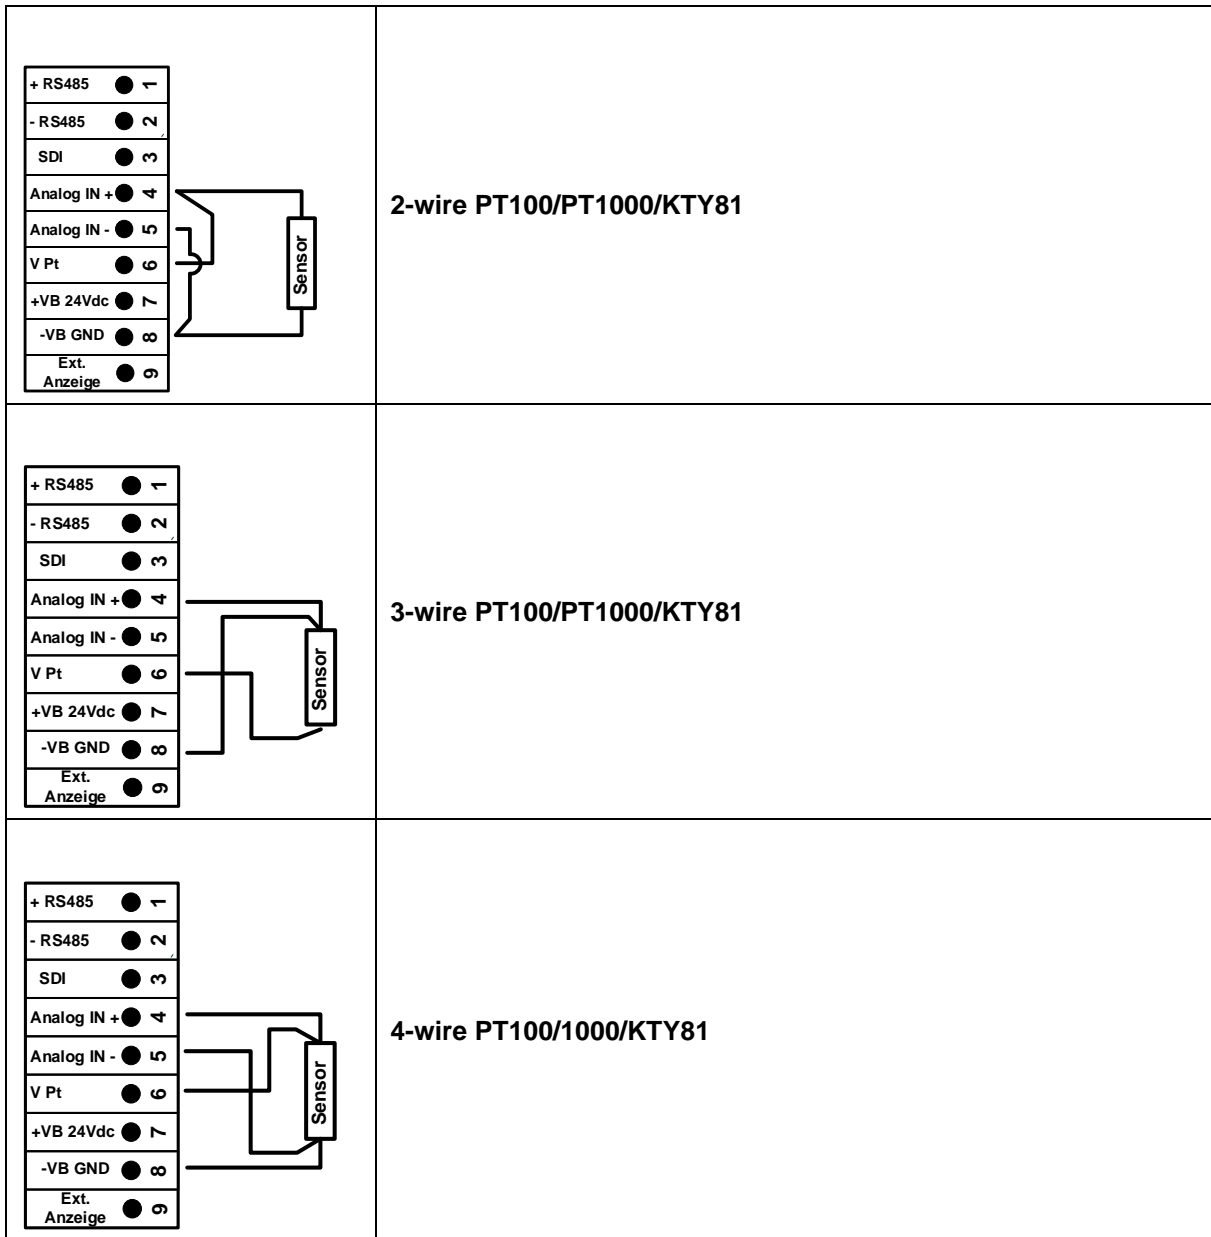 + RS485 1
- RS485 2
SDI 3
Analog IN + 4
Analog IN - 5
V Pt 6
+VB 24Vdc 7
-VB GND 8
Ext.
Anzeige 9
Sensor
2-wire PT100/PT1000/KTY81
+ RS485 1
- RS485 2
SDI 3
Analog IN + 4
Analog IN - 5
V Pt 6
+VB 24Vdc 7
-VB GND 8
Ext.
Anzeige 9
Sensor
3-wire PT100/PT1000/KTY81
+ RS485 1
- RS485 2
SDI 3
Analog IN + 4
Analog IN - 5
V Pt 6
+VB 24Vdc 7
-VB GND 8
Ext.
Anzeige 9
Sensor
4-wire PT100/1000/KTY81